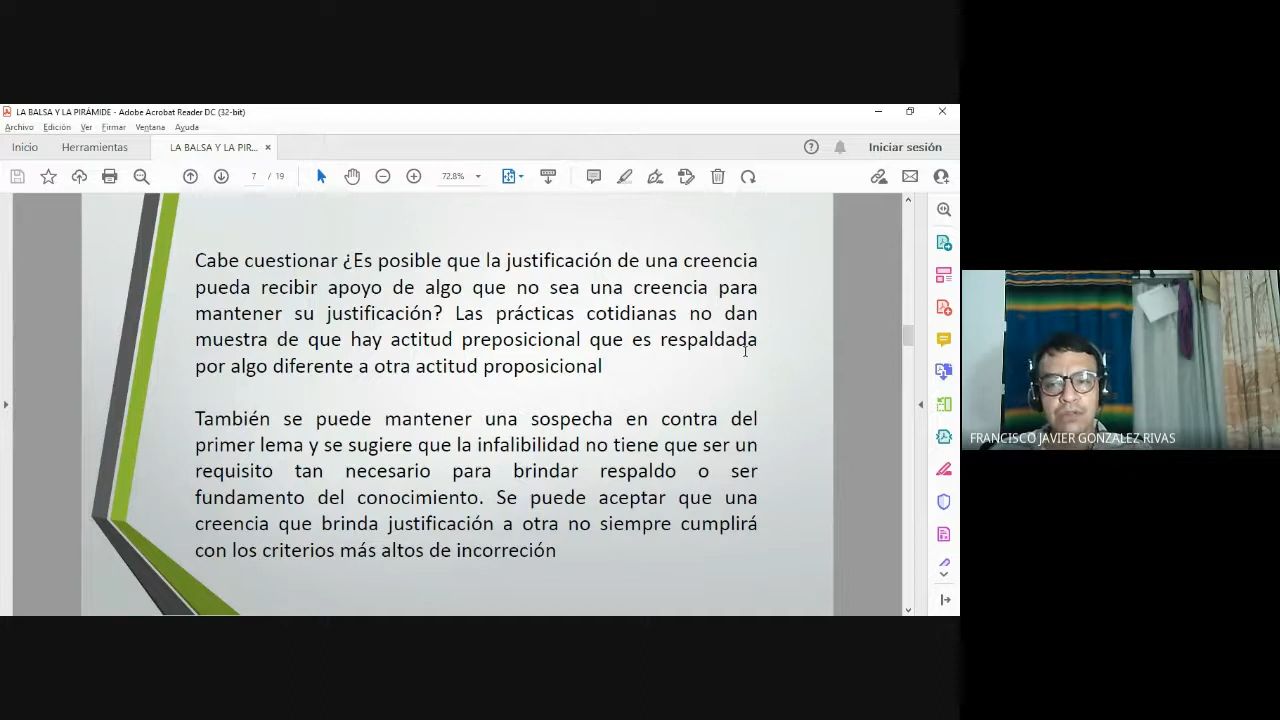 LA BALSA Y LA PIRÁMIDE - Adobe Acrobat Reader DC (32-bit)
Archivo Edición Ver Firmar Ventana Ayuda
Inicio Herramientas LA BALSA Y LA PIR... × Iniciar sesión
7 / 19 72.8%
Cabe cuestionar ¿Es posible que la justificación de una creencia
pueda recibir apoyo de algo que no sea una creencia para
mantener su justificación? Las prácticas cotidianas no dan
muestra de que hay actitud preposicional que es respaldada
por algo diferente a otra actitud proposicional
También se puede mantener una sospecha en contra del
primer lema y se sugiere que la infalibilidad no tiene que ser un
requisito tan necesario para brindar respaldo o ser
fundamento del conocimiento. Se puede aceptar que una
creencia que brinda justificación a otra no siempre cumplirá
con los criterios más altos de incorreción
FRANCISCO JAVIER GONZALEZ RIVAS